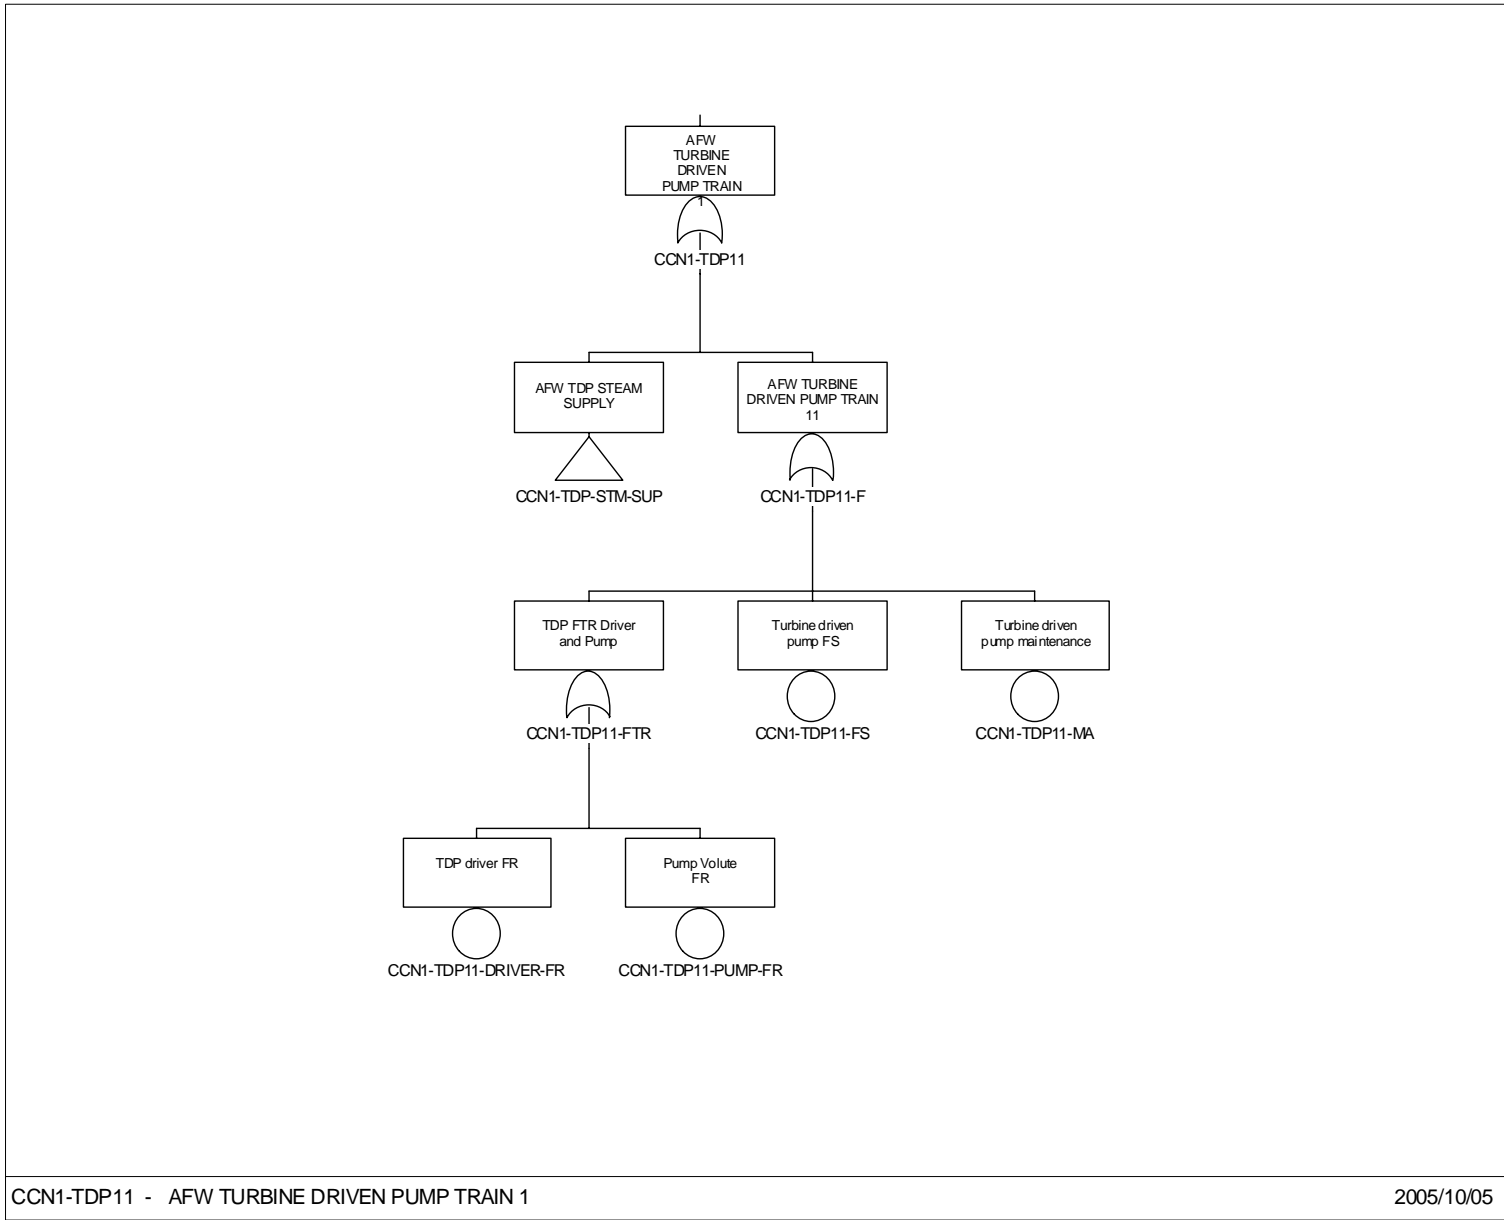 AFW
TURBINE
DRIVEN
PUMP TRAIN
1
CCN1-TDP11
AFW TDP STEAM
SUPPLY
CCN1-TDP-STM-SUP
AFW TURBINE
DRIVEN PUMP TRAIN
11
CCN1-TDP11-F
TDP FTR Driver
and Pump
CCN1-TDP11-FTR
Turbine driven
pump FS
CCN1-TDP11-FS
Turbine driven
pump maintenance
CCN1-TDP11-MA
TDP driver FR
CCN1-TDP11-DRIVER-FR
Pump Volute
FR
CCN1-TDP11-PUMP-FR
CCN1-TDP11 - AFW TURBINE DRIVEN PUMP TRAIN 1
2005/10/05